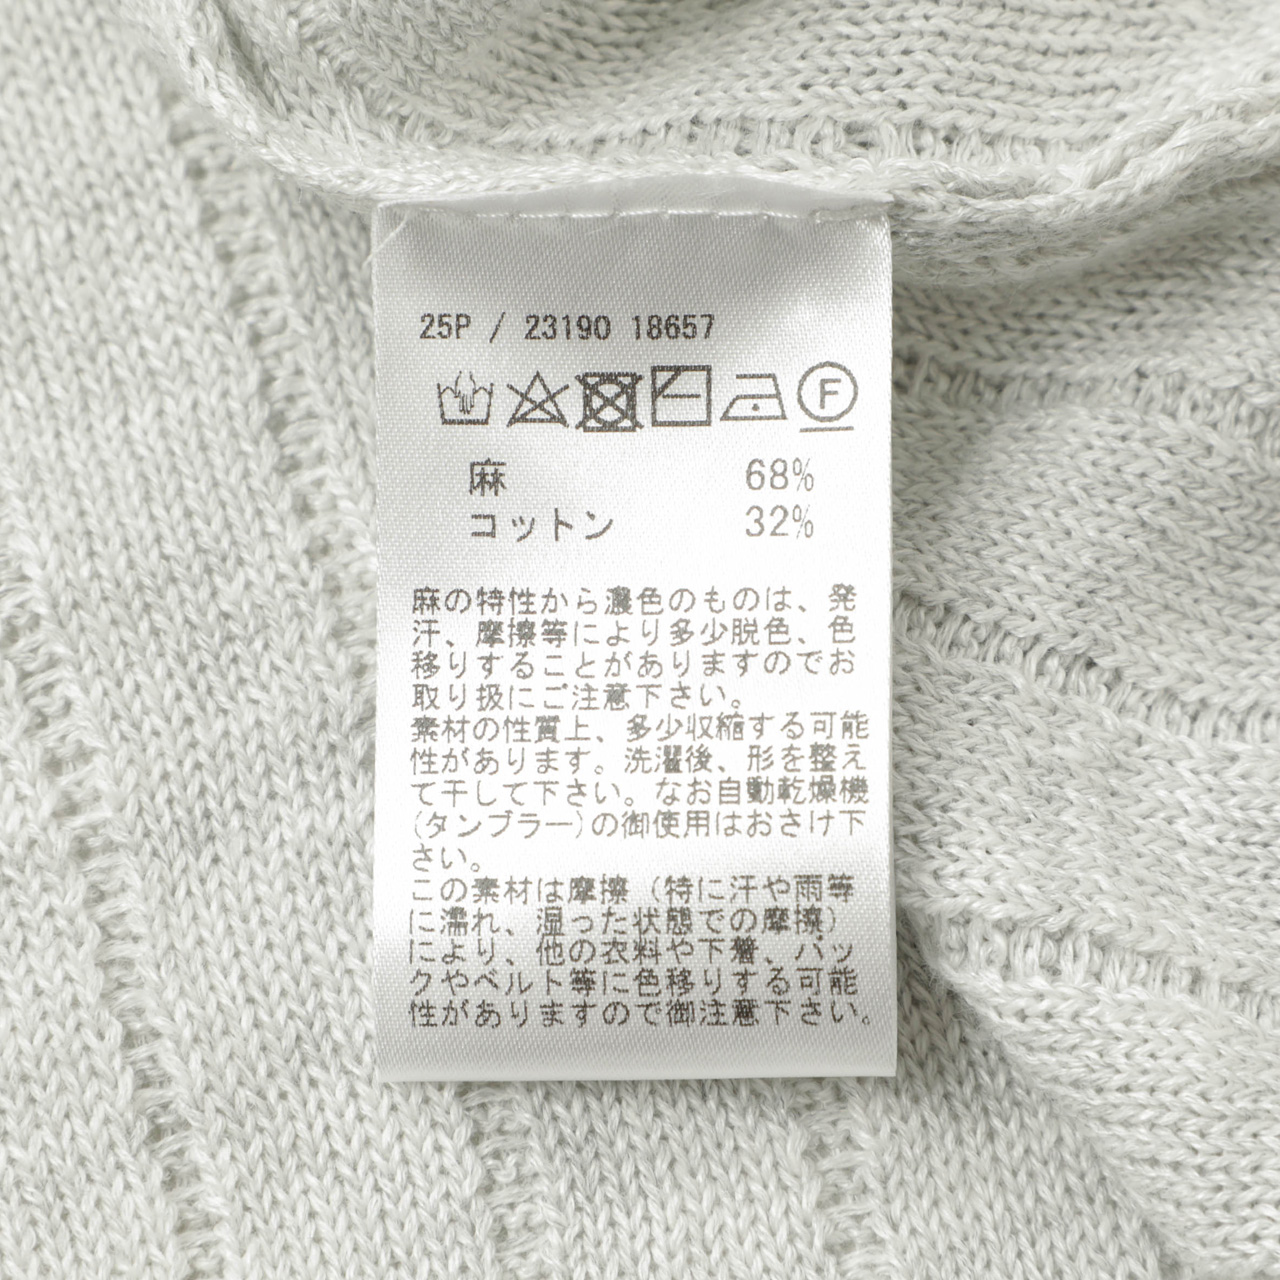 25P / 23190 18657
F
麻 68%
コットン 32%
麻の特性から濃色のものは、発
汗、摩擦等により多少脱色、色
移りすることがありますのでお
取り扱にご注意下さい。
素材の性質上、多少収縮する可能
性があります。洗濯後、形を整え
て干して下さい。なお自動乾燥機
(タンブラー)の御使用はおさけ下
さい。
この素材は摩擦（特に汗や雨等
に濡れ、湿った状態での摩擦）
により、他の衣料や下着、バッ
クやベルト等に色移りする可能
性がありますので御注意下さい。